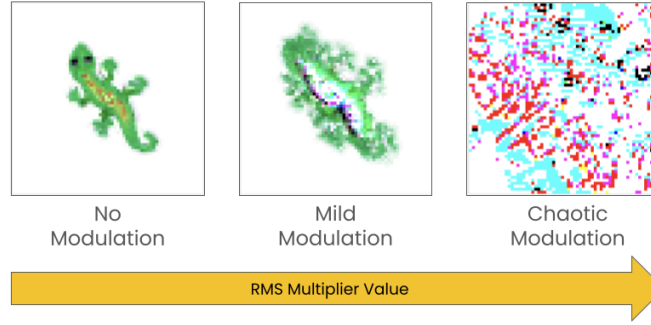 No
Modulation
Mild
Modulation
Chaotic
Modulation
RMS Multiplier Value